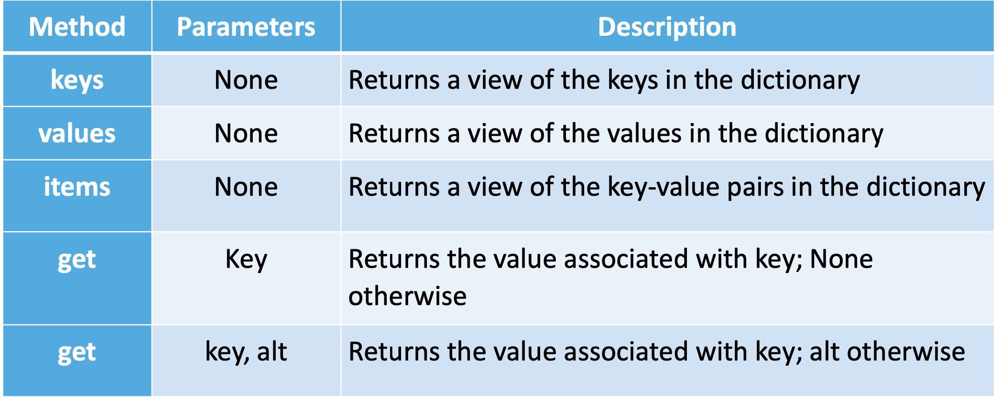 Method Parameters Description
keys None Returns a view of the keys in the dictionary
values None Returns a view of the values in the dictionary
items None Returns a view of the key-value pairs in the dictionary
get Key Returns the value associated with key; None
otherwise
get key, alt Returns the value associated with key; alt otherwise